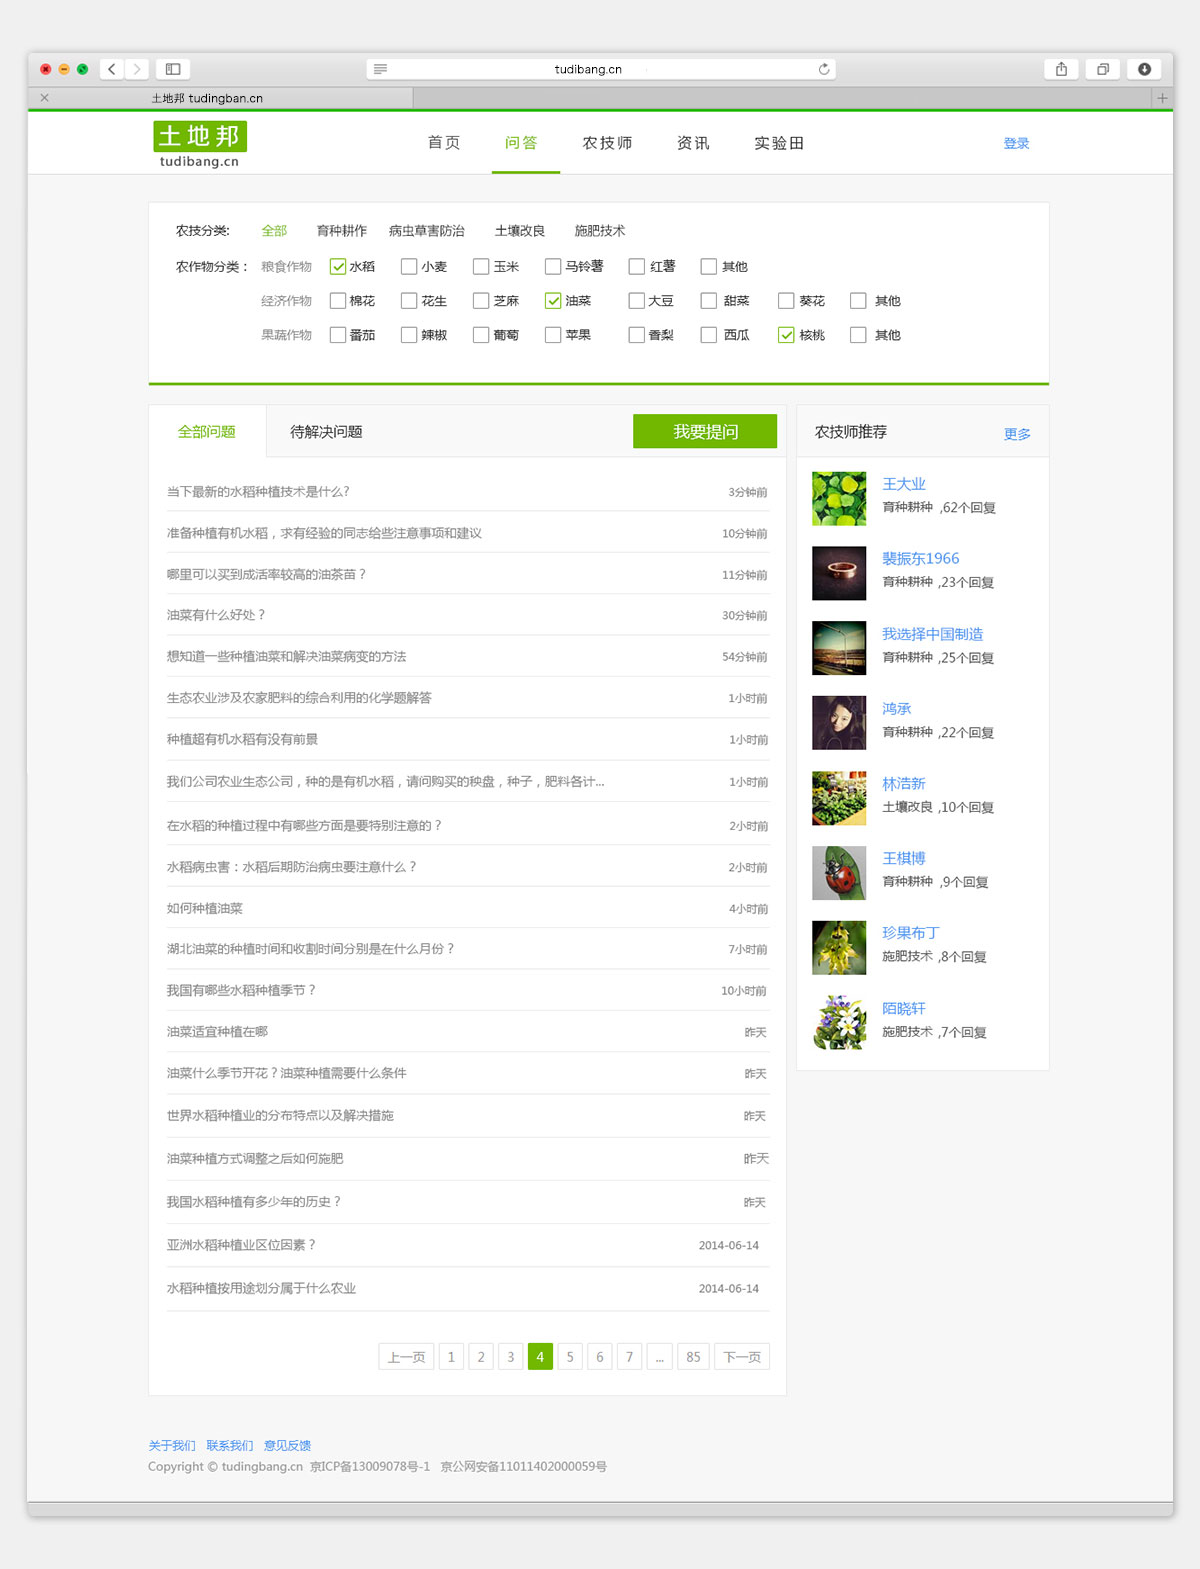 tudibang.cn
土地邦 tudingban.cn
土地邦
tudibang.cn
首页 问答 农技师 资讯 实验田 登录
农技分类: 全部 育种耕作 病虫草害防治 土壤改良 施肥技术
农作物分类： 粮食作物 水稻 小麦 玉米 马铃薯 红薯 其他
经济作物 棉花 花生 芝麻 油菜 大豆 甜菜 葵花 其他
果蔬作物 番茄 辣椒 葡萄 苹果 香梨 西瓜 核桃 其他
全部问题 待解决问题 我要提问
当下最新的水稻种植技术是什么? 3分钟前
准备种植有机水稻，求有经验的同志给些注意事项和建议 10分钟前
哪里可以买到成活率较高的油茶苗？ 11分钟前
油菜有什么好处？ 30分钟前
想知道一些种植油菜和解决油菜病变的方法 54分钟前
生态农业涉及农家肥料的综合利用的化学题解答 1小时前
种植超有机水稻有没有前景 1小时前
我们公司农业生态公司，种的是有机水稻，请问购买的秧盘，种子，肥料各计... 1小时前
在水稻的种植过程中有哪些方面是要特别注意的？ 2小时前
水稻病虫害：水稻后期防治病虫要注意什么？ 2小时前
如何种植油菜 4小时前
湖北油菜的种植时间和收割时间分别是在什么月份？ 7小时前
我国有哪些水稻种植季节？ 10小时前
油菜适宜种植在哪 昨天
油菜什么季节开花？油菜种植需要什么条件 昨天
世界水稻种植业的分布特点以及解决措施 昨天
油菜种植方式调整之后如何施肥 昨天
我国水稻种植有多少年的历史？ 昨天
亚洲水稻种植业区位因素？ 2014-06-14
水稻种植按用途划分属于什么农业 2014-06-14
上一页 1 2 3 4 5 6 7 ... 85 下一页
农技师推荐 更多
王大业
育种耕种 ,62个回复
裴振东1966
育种耕种 ,23个回复
我选择中国制造
育种耕种 ,25个回复
鸿承
育种耕种 ,22个回复
林浩新
土壤改良 ,10个回复
王棋博
育种耕种 ,9个回复
珍果布丁
施肥技术 ,8个回复
陌晓轩
施肥技术 ,7个回复
关于我们 联系我们 意见反馈
Copyright © tudingbang.cn 京ICP备13009078号-1 京公网安备11011402000059号